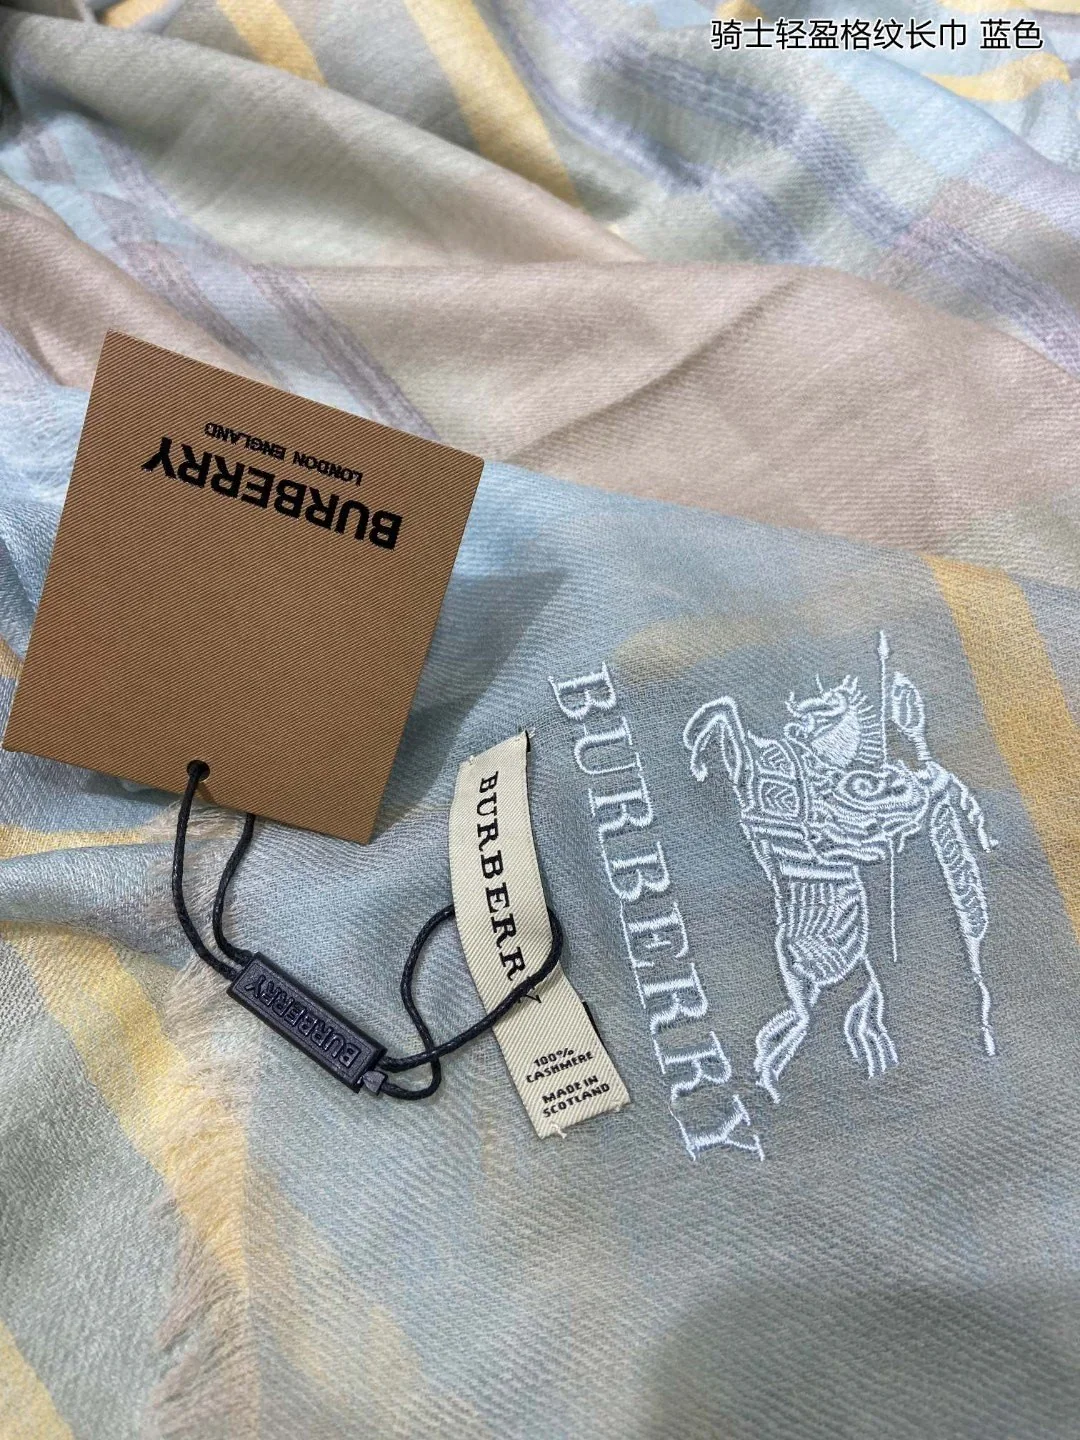 骑士轻盈格纹长巾 蓝色
BURBERRY
LONDON ENGLAND
BURBERRY
BURBERRY
100%
CASHMERE
MADE IN
SCOTLAND
BURBERRY